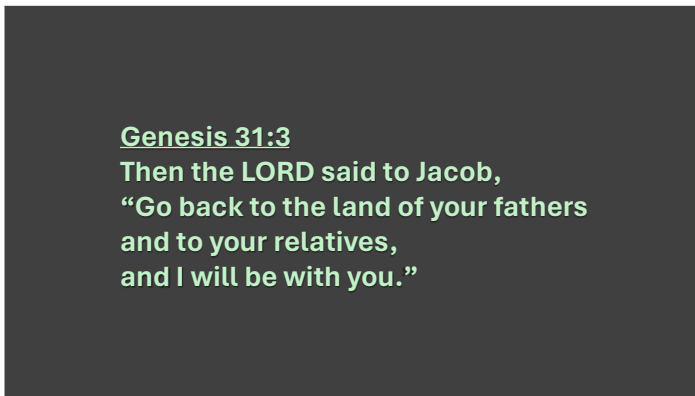 Genesis 31:3
Then the LORD said to Jacob,
“Go back to the land of your fathers
and to your relatives,
and I will be with you.”